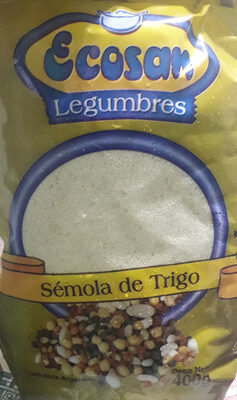 Ecosan
Legumbres
Sémola de Trigo
Industria Argentina
Peso Neto
400g